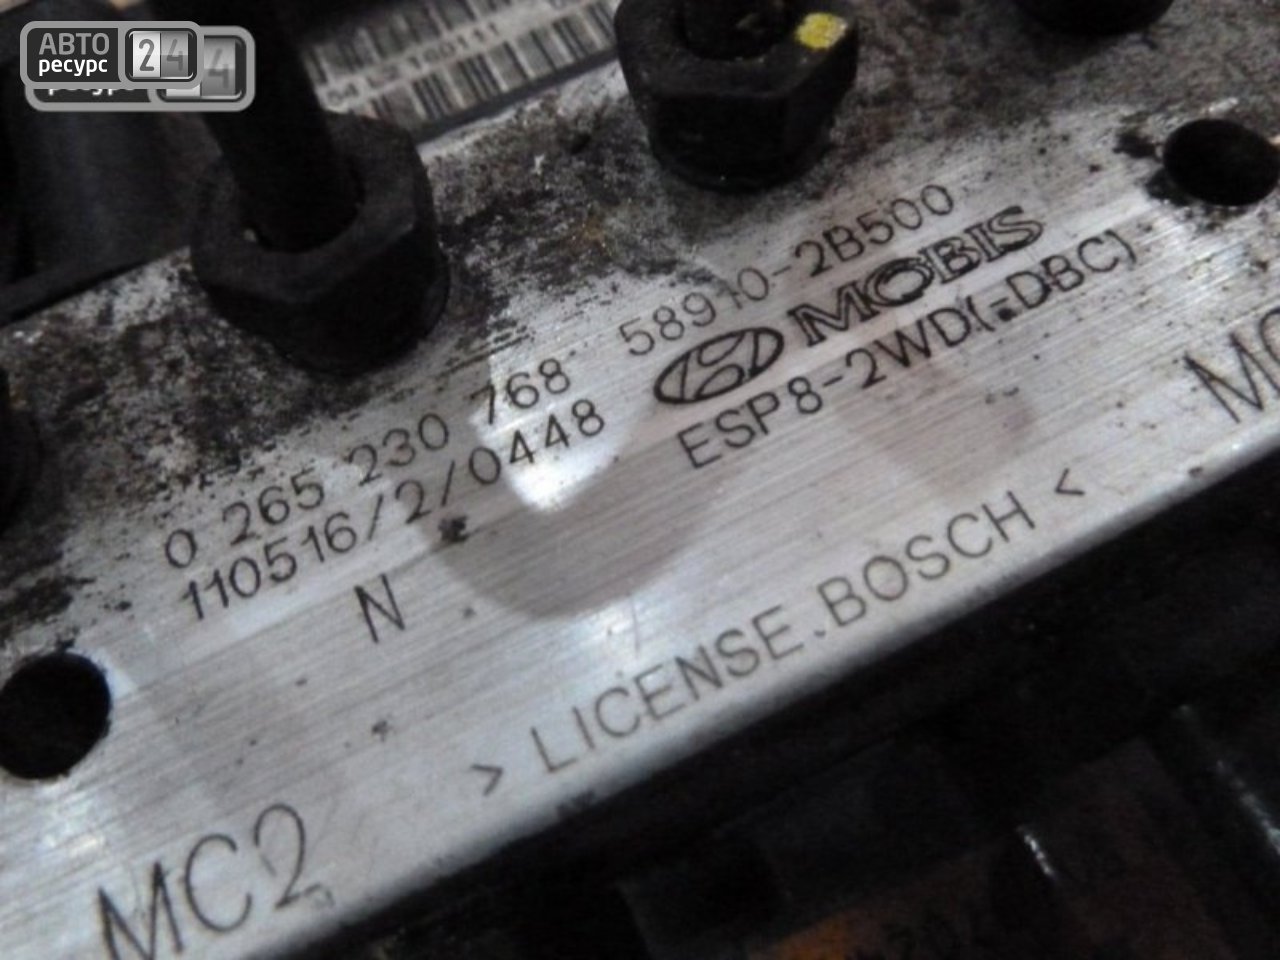 АВТО
ресурс
24
0 265 230 768 58910-2B500
MOBIS
110516/2/0448
ESP8-2WD(-DBC)
N
> LICENSE.BOSCH <
MC2